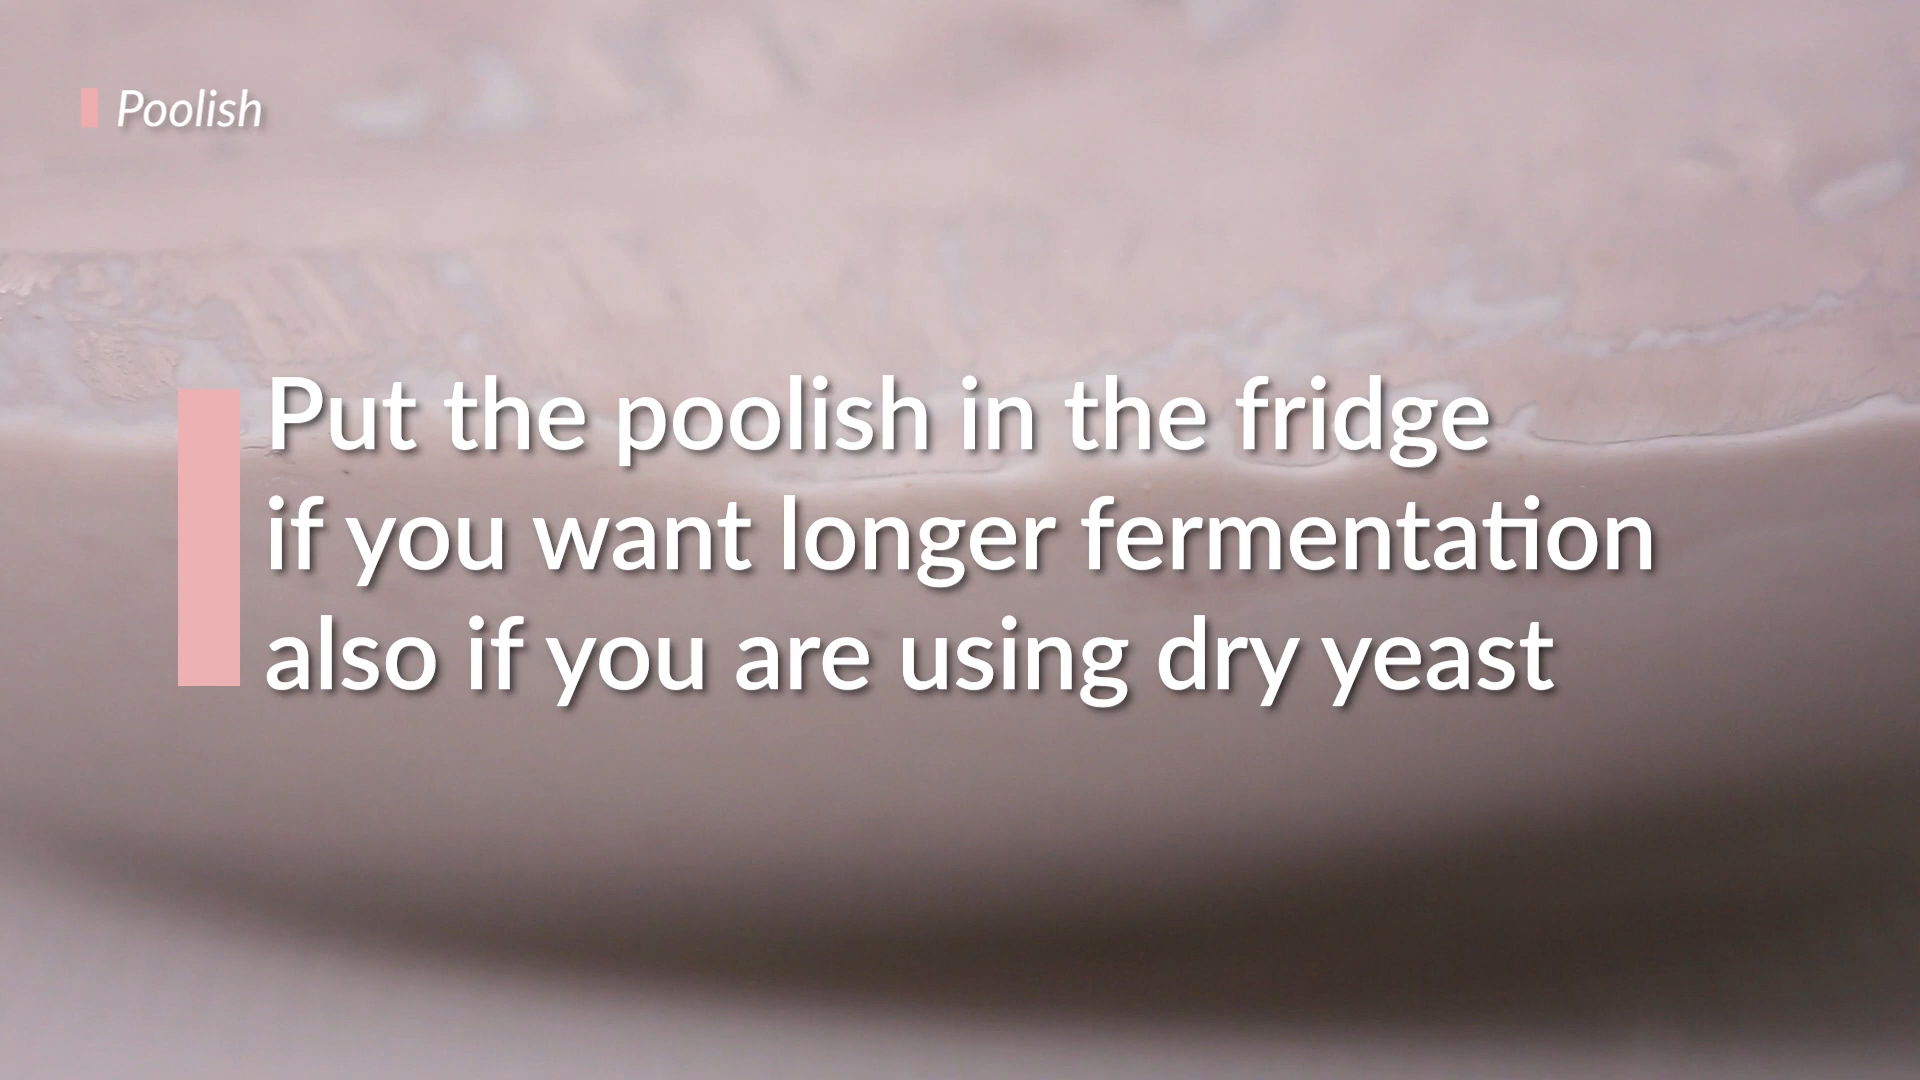 Poolish
Put the poolish in the fridge
if you want longer fermentation
also if you are using dry yeast